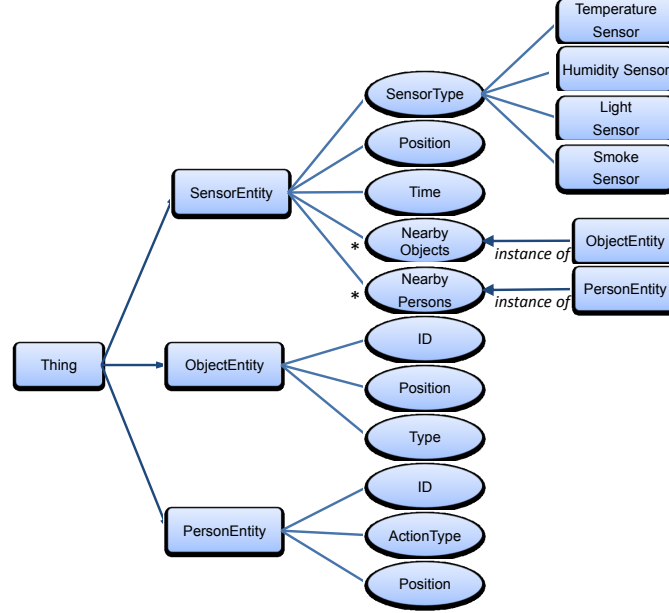 Temperature
Sensor
Humidity Sensor
Light
Sensor
Smoke
Sensor
SensorType
Position
SensorEntity
Time
*
Nearby
Objects
instance of
ObjectEntity
*
Nearby
Persons
instance of
PersonEntity
Thing
ObjectEntity
ID
Position
Type
PersonEntity
ID
ActionType
Position